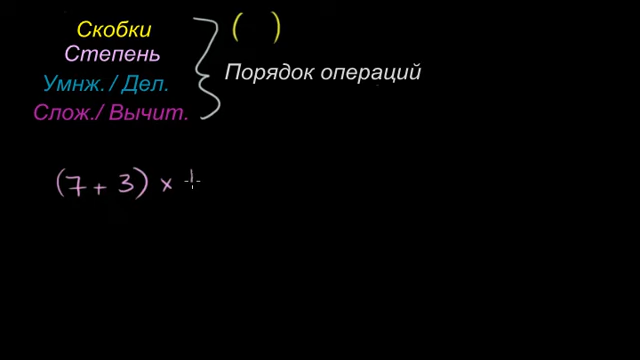 Скобки ( )
Степень
Порядок операций
Умнж. / Дел.
Слож./ Вычит.
(7 + 3) ×